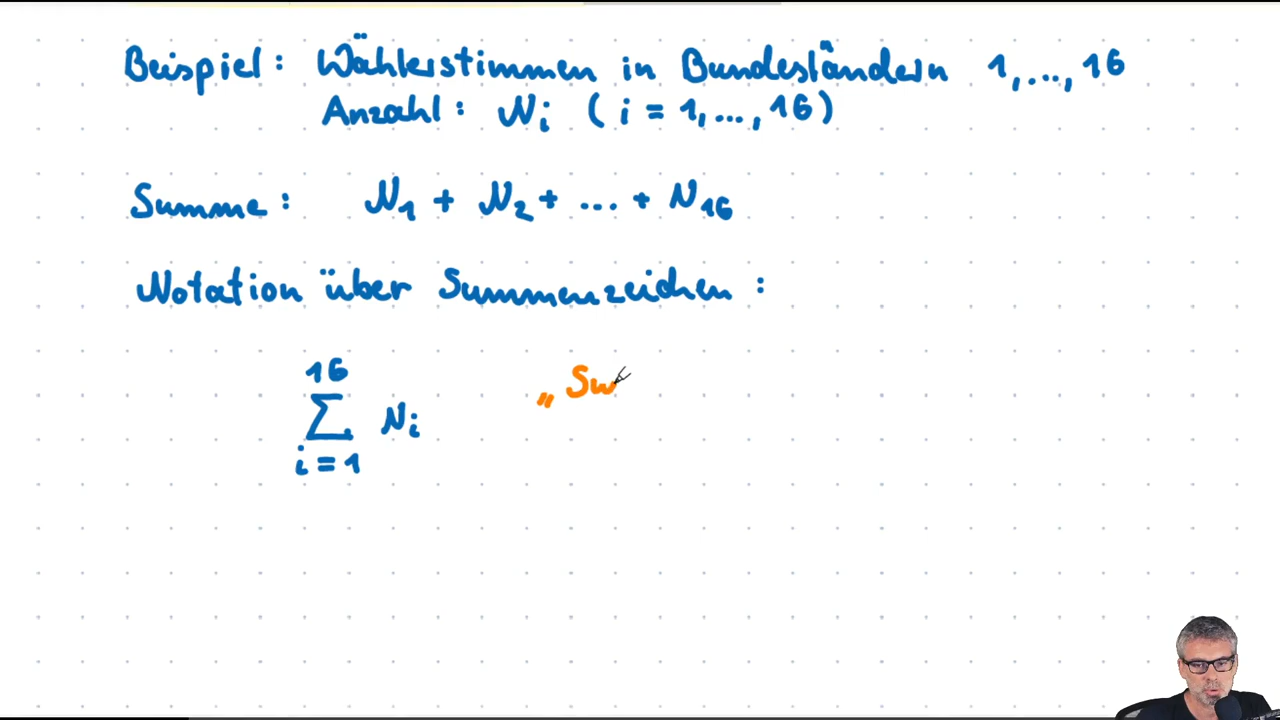 Beispiel: Wählerstimmen in Bundesländern 1,...,16
Anzahl: Ni (i = 1,...,16)
Summe: N1 + N2 + ... + N16
Notation über Summenzeichen:
16
∑ Ni
i = 1
„Su